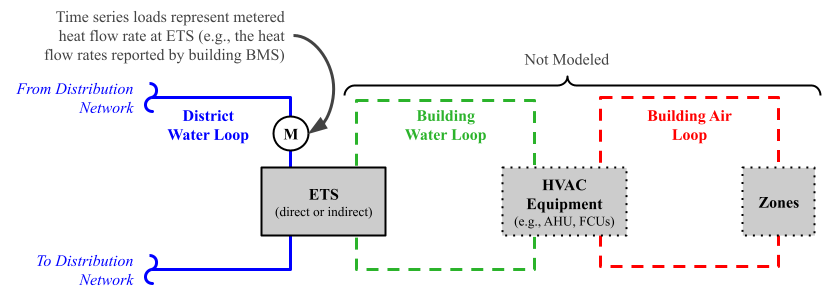 Time series loads represent metered
heat flow rate at ETS (e.g., the heat
flow rates reported by building BMS)
Not Modeled
From Distribution
Network
District
Water Loop
M
Building
Water Loop
Building Air
Loop
ETS
(direct or indirect)
HVAC
Equipment
(e.g., AHU, FCUs)
Zones
To Distribution
Network